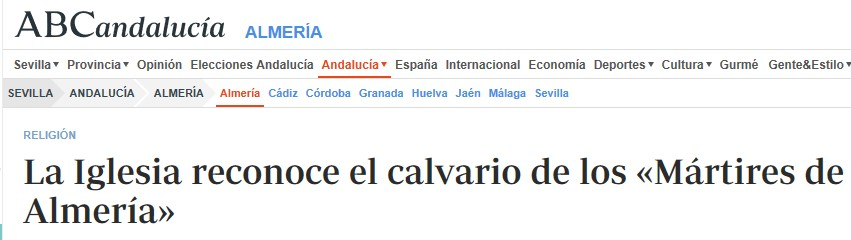 ABCandalucía ALMERÍA
Sevilla Provincia Opinión Elecciones Andalucía Andalucía España Internacional Economía Deportes Cultura Gurmé Gente&Estilo
SEVILLA ANDALUCÍA ALMERÍA Almería Cádiz Córdoba Granada Huelva Jaén Málaga Sevilla
RELIGIÓN
La Iglesia reconoce el calvario de los «Mártires de
Almería»